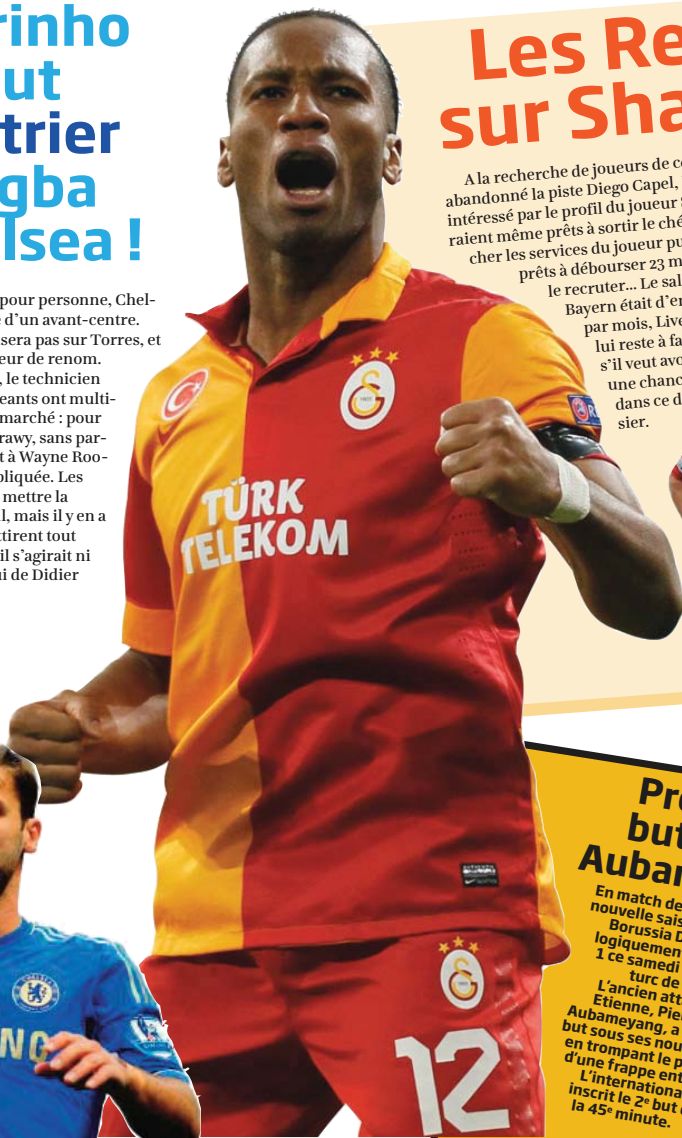 rinho
ut
trier
gba
lsea !
pour personne, Chel-
d'un avant-centre.
sera pas sur Torres, et
eur de renom.
, le technicien
eants ont multi-
marché : pour
rawy, sans par-
t à Wayne Roo-
pliquée. Les
mettre la
l, mais il y en a
ttirent tout
il s'agirait ni
i de Didier
Les Re
sur Sha
A la recherche de joueurs de c
abandonné la piste Diego Capel,
intéressé par le profil du joueur
raient même prêts à sortir le ché
cher les services du joueur pu
prêts à débourser 23 m
le recruter... Le sal
Bayern était d'e
par mois, Live
lui reste à fa
s'il veut avo
une chanc
dans ce d
sier.
TÜRK
TELEKOM
12
CHELSEA
Pr
but
Auba
En match de
nouvelle sais
Borussia D
logiquement
1 ce samedi
turc de
L'ancien att
Etienne, Pie
Aubameyang, a
but sous ses nou
en trompant le p
d'une frappe ent
L'internationa
inscrit le 2e but
la 45e minute.